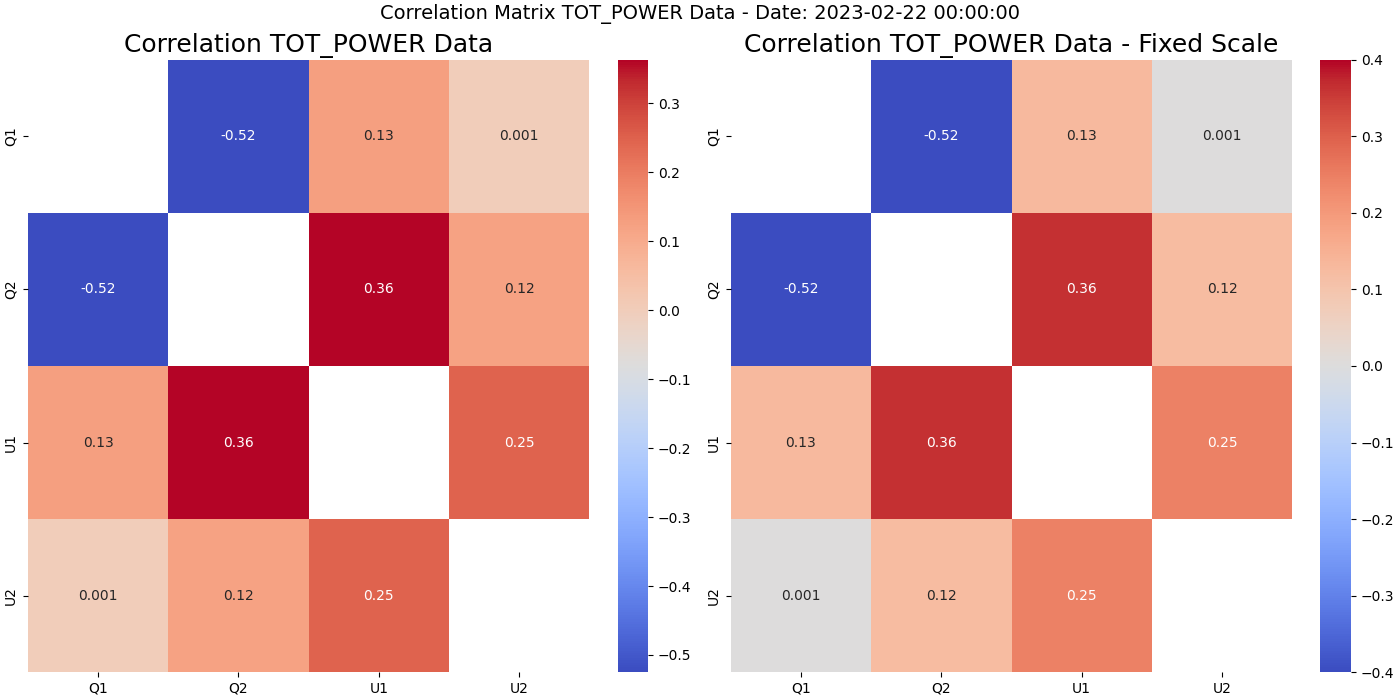 Correlation Matrix TOT_POWER Data - Date: 2023-02-22 00:00:00
Correlation TOT_POWER Data
Q1
-0.52
0.13
0.001
Q2
-0.52
0.36
0.12
U1
0.13
0.36
0.25
U2
0.001
0.12
0.25
Q1
Q2
U1
U2
0.3
0.2
0.1
0.0
−0.1
−0.2
−0.3
−0.4
−0.5
Correlation TOT_POWER Data - Fixed Scale
Q1
-0.52
0.13
0.001
Q2
-0.52
0.36
0.12
U1
0.13
0.36
0.25
U2
0.001
0.12
0.25
Q1
Q2
U1
U2
0.4
0.3
0.2
0.1
0.0
−0.1
−0.2
−0.3
−0.4